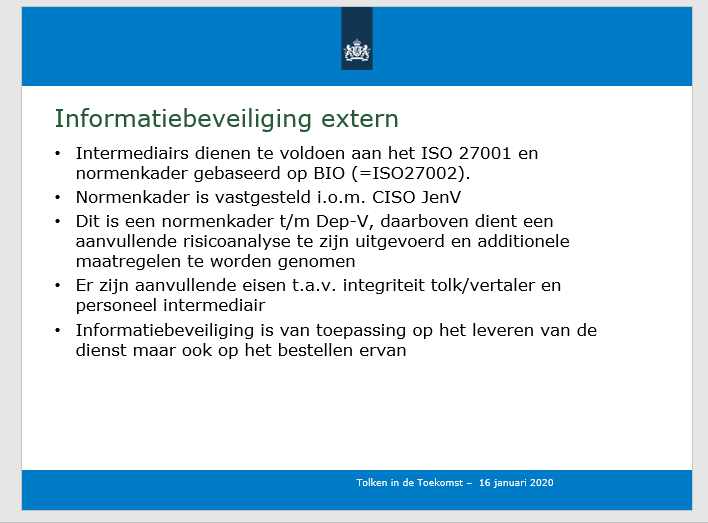 Informatiebeveiliging extern
• Intermediairs dienen te voldoen aan het ISO 27001 en
normenkader gebaseerd op BIO (=ISO27002).
• Normenkader is vastgesteld i.o.m. CISO JenV
• Dit is een normenkader t/m Dep-V, daarboven dient een
aanvullende risicoanalyse te zijn uitgevoerd en additionele
maatregelen te worden genomen
• Er zijn aanvullende eisen t.a.v. integriteit tolk/vertaler en
personeel intermediair
• Informatiebeveiliging is van toepassing op het leveren van de
dienst maar ook op het bestellen ervan
Tolken in de Toekomst – 16 januari 2020